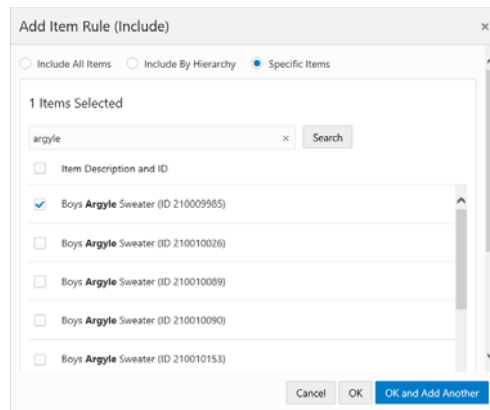 Add Item Rule (Include)
Include All Items Include By Hierarchy Specific Items
1 Items Selected
argyle Search
Item Description and ID
Boys Argyle Sweater (ID 210009985)
Boys Argyle Sweater (ID 210010026)
Boys Argyle Sweater (ID 210010089)
Boys Argyle Sweater (ID 210010090)
Boys Argyle Sweater (ID 210010153)
Cancel OK OK and Add Another